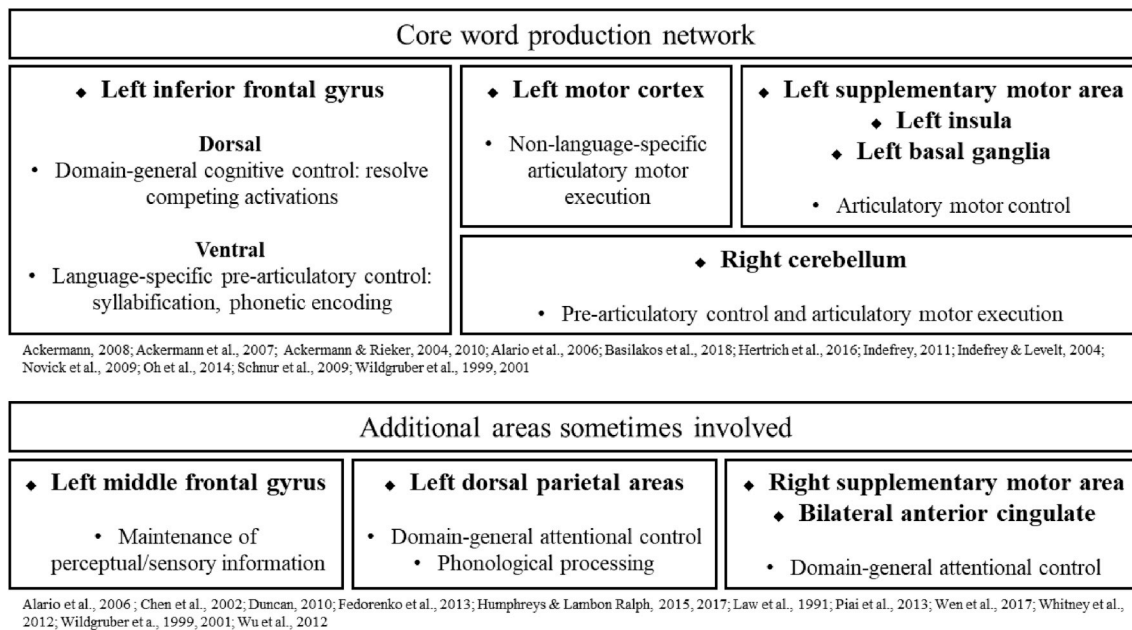 Core word production network
◆ Left inferior frontal gyrus
Dorsal
• Domain-general cognitive control: resolve
competing activations
Ventral
• Language-specific pre-articulatory control:
syllabification, phonetic encoding
◆ Left motor cortex
• Non-language-specific
articulatory motor
execution
◆ Left supplementary motor area
◆ Left insula
◆ Left basal ganglia
• Articulatory motor control
◆ Right cerebellum
• Pre-articulatory control and articulatory motor execution
Ackermann, 2008; Ackermann et al., 2007; Ackermann & Rieker, 2004, 2010; Alario et al., 2006; Basilakos et al., 2018; Hertrich et al., 2016; Indefrey, 2011; Indefrey & Levelt, 2004;
Novick et al., 2009; Oh et al., 2014; Schnur et al., 2009; Wildgruber et al., 1999, 2001
Additional areas sometimes involved
◆ Left middle frontal gyrus
• Maintenance of
perceptual/sensory information
◆ Left dorsal parietal areas
• Domain-general attentional control
• Phonological processing
◆ Right supplementary motor area
◆ Bilateral anterior cingulate
• Domain-general attentional control
Alario et al., 2006 ; Chen et al., 2002; Duncan, 2010; Fedorenko et al., 2013; Humphreys & Lambon Ralph, 2015, 2017; Law et al., 1991; Piai et al., 2013; Wen et al., 2017; Whitney et al.,
2012; Wildgruber et a., 1999, 2001; Wu et al., 2012